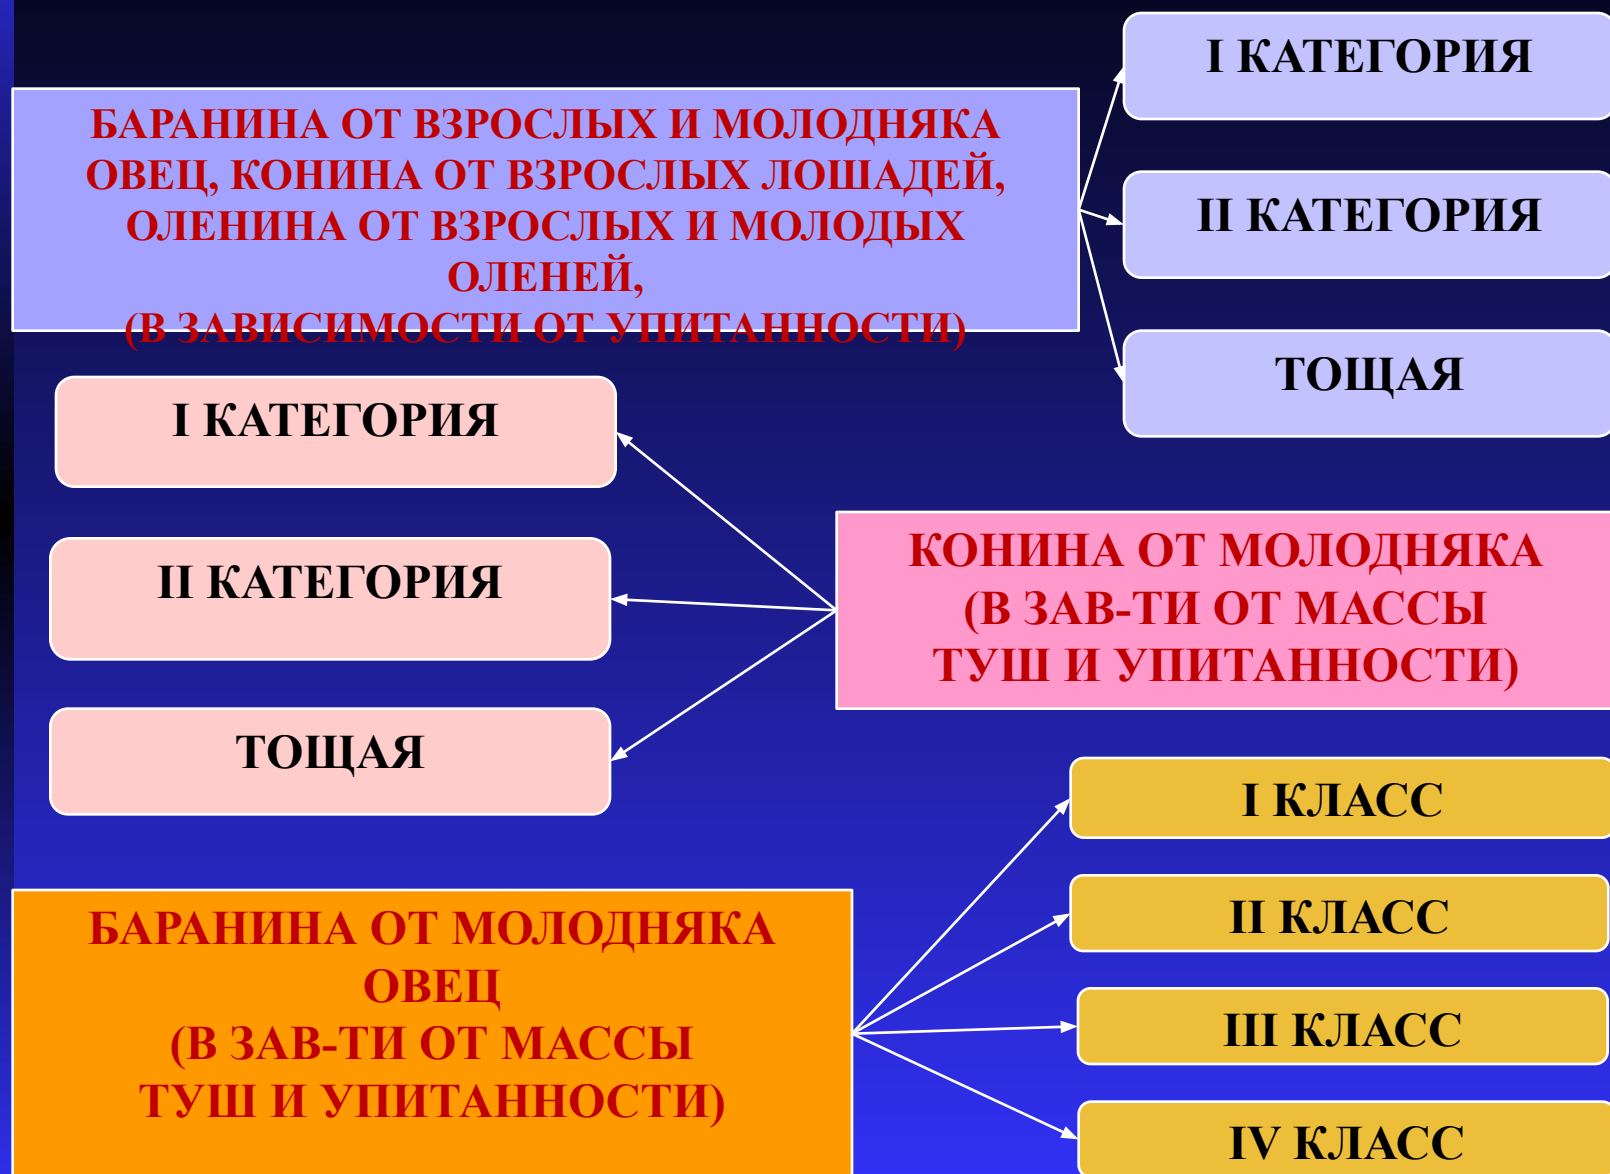 БАРАНИНА ОТ ВЗРОСЛЫХ И МОЛОДНЯКА
ОВЕЦ, КОНИНА ОТ ВЗРОСЛЫХ ЛОШАДЕЙ,
ОЛЕНИНА ОТ ВЗРОСЛЫХ И МОЛОДЫХ
ОЛЕНЕЙ,
(В ЗАВИСИМОСТИ ОТ УПИТАННОСТИ)
I КАТЕГОРИЯ
II КАТЕГОРИЯ
ТОЩАЯ
КОНИНА ОТ МОЛОДНЯКА
(В ЗАВ-ТИ ОТ МАССЫ
ТУШ И УПИТАННОСТИ)
I КАТЕГОРИЯ
II КАТЕГОРИЯ
ТОЩАЯ
БАРАНИНА ОТ МОЛОДНЯКА
ОВЕЦ
(В ЗАВ-ТИ ОТ МАССЫ
ТУШ И УПИТАННОСТИ)
I КЛАСС
II КЛАСС
III КЛАСС
IV КЛАСС